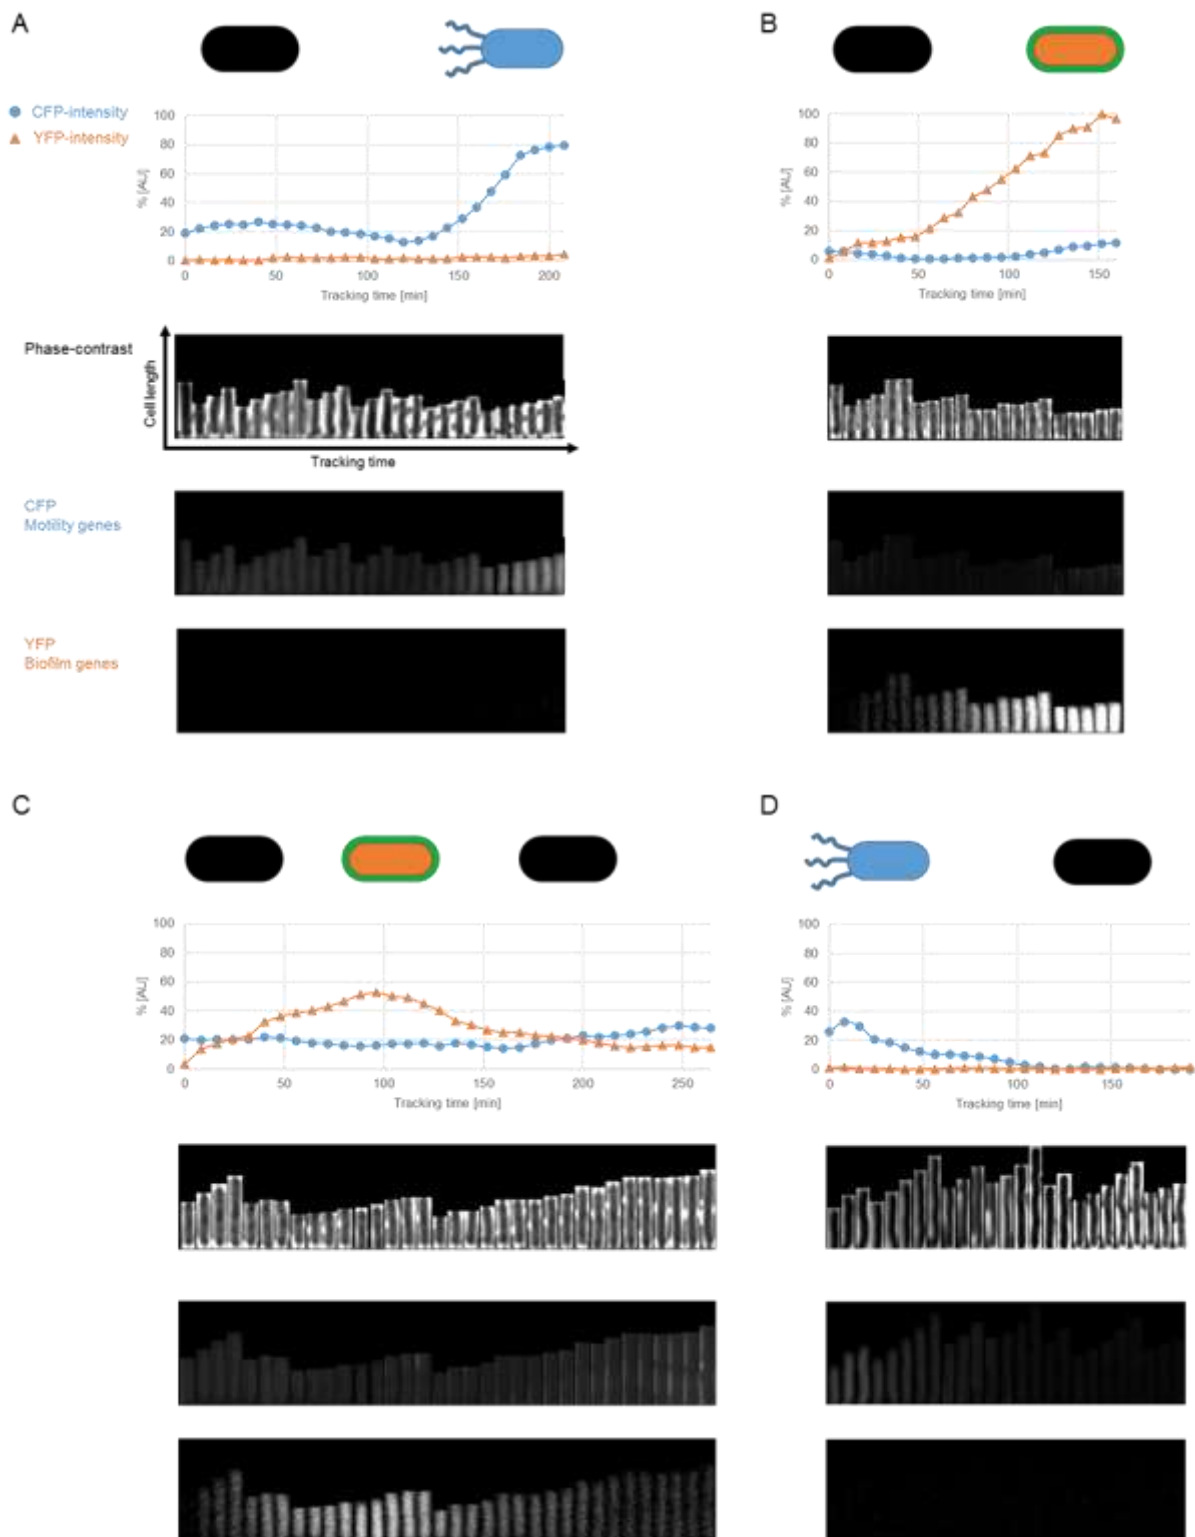 A
B
CFP-intensity
YFP-intensity
100
80
60
40
20
0
% [AU]
0 50 100 150 200
Tracking time [min]
100
80
60
40
20
0
% [AU]
0 50 100 150
Tracking time [min]
Phase-contrast
Cell length
Tracking time
CFP
Motility genes
YFP
Biofilm genes
C
D
100
80
60
40
20
0
% [AU]
0 50 100 150 200 250
Tracking time [min]
100
80
60
40
20
0
% [AU]
0 50 100 150
Tracking time [min]